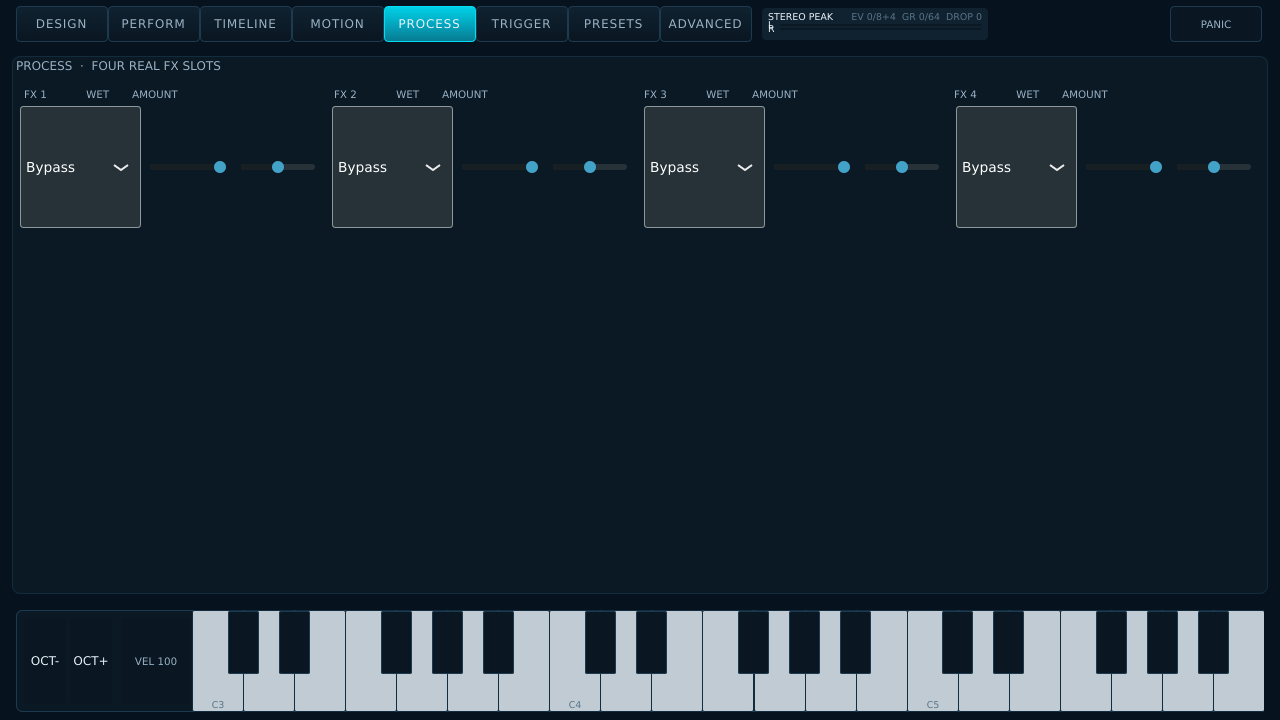 DESIGN PERFORM TIMELINE MOTION PROCESS TRIGGER PRESETS ADVANCED STEREO PEAK EV 0/8+4 GR 0/64 DROP 0 PANIC
R
PROCESS · FOUR REAL FX SLOTS
FX 1 WET AMOUNT FX 2 WET AMOUNT FX 3 WET AMOUNT FX 4 WET AMOUNT
Bypass Bypass Bypass Bypass
OCT- OCT+ VEL 100
C3 C4 C5